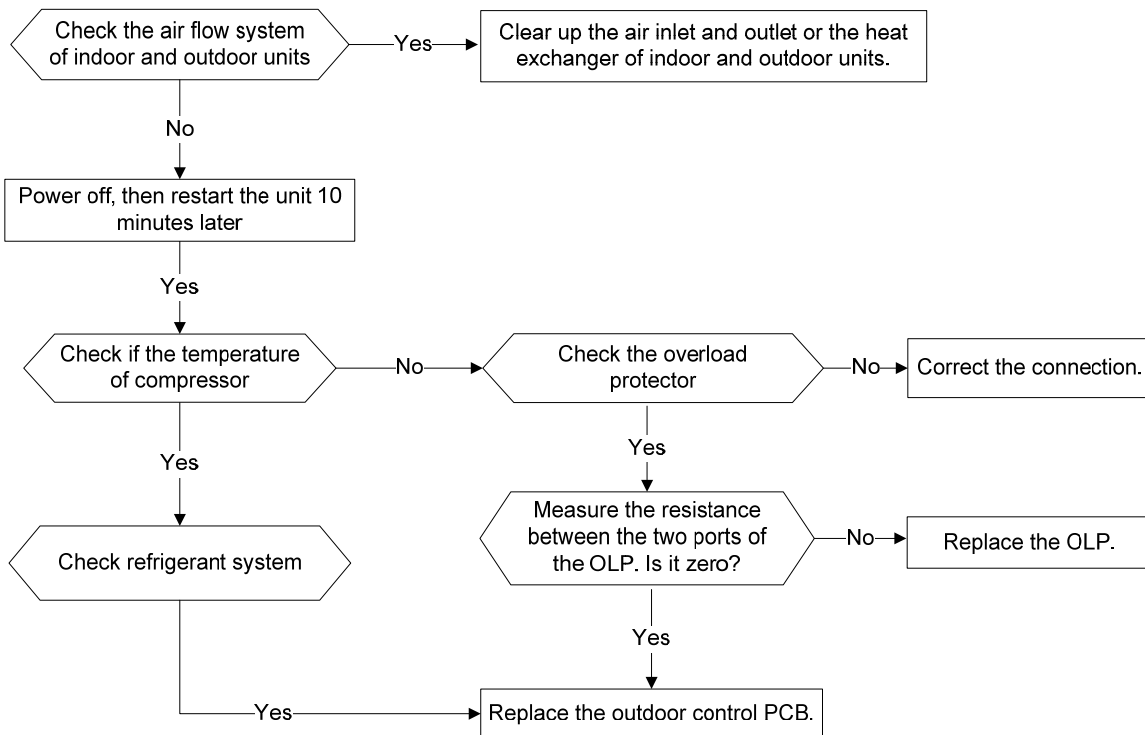 Check the air flow system
of indoor and outdoor units
Yes
Clear up the air inlet and outlet or the heat
exchanger of indoor and outdoor units.
No
Power off, then restart the unit 10
minutes later
Yes
Check if the temperature
of compressor
No
Check the overload
protector
No
Correct the connection.
Yes
Yes
Measure the resistance
between the two ports of
the OLP. Is it zero?
No
Replace the OLP.
Check refrigerant system
Yes
Yes
Replace the outdoor control PCB.